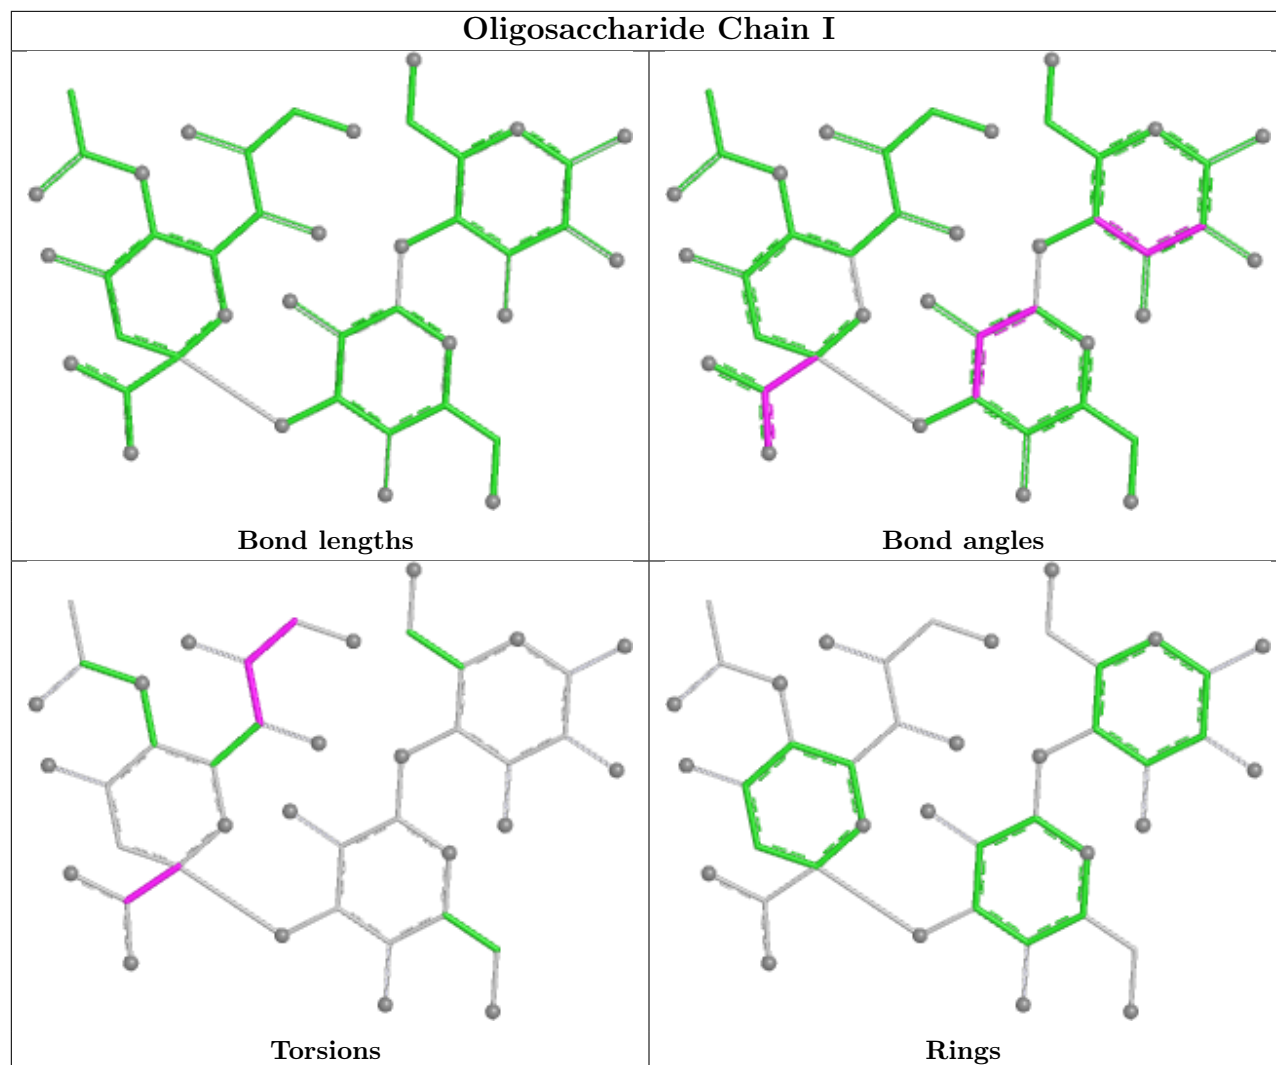 Oligosaccharide Chain I
Bond lengths
Bond angles
Torsions
Rings